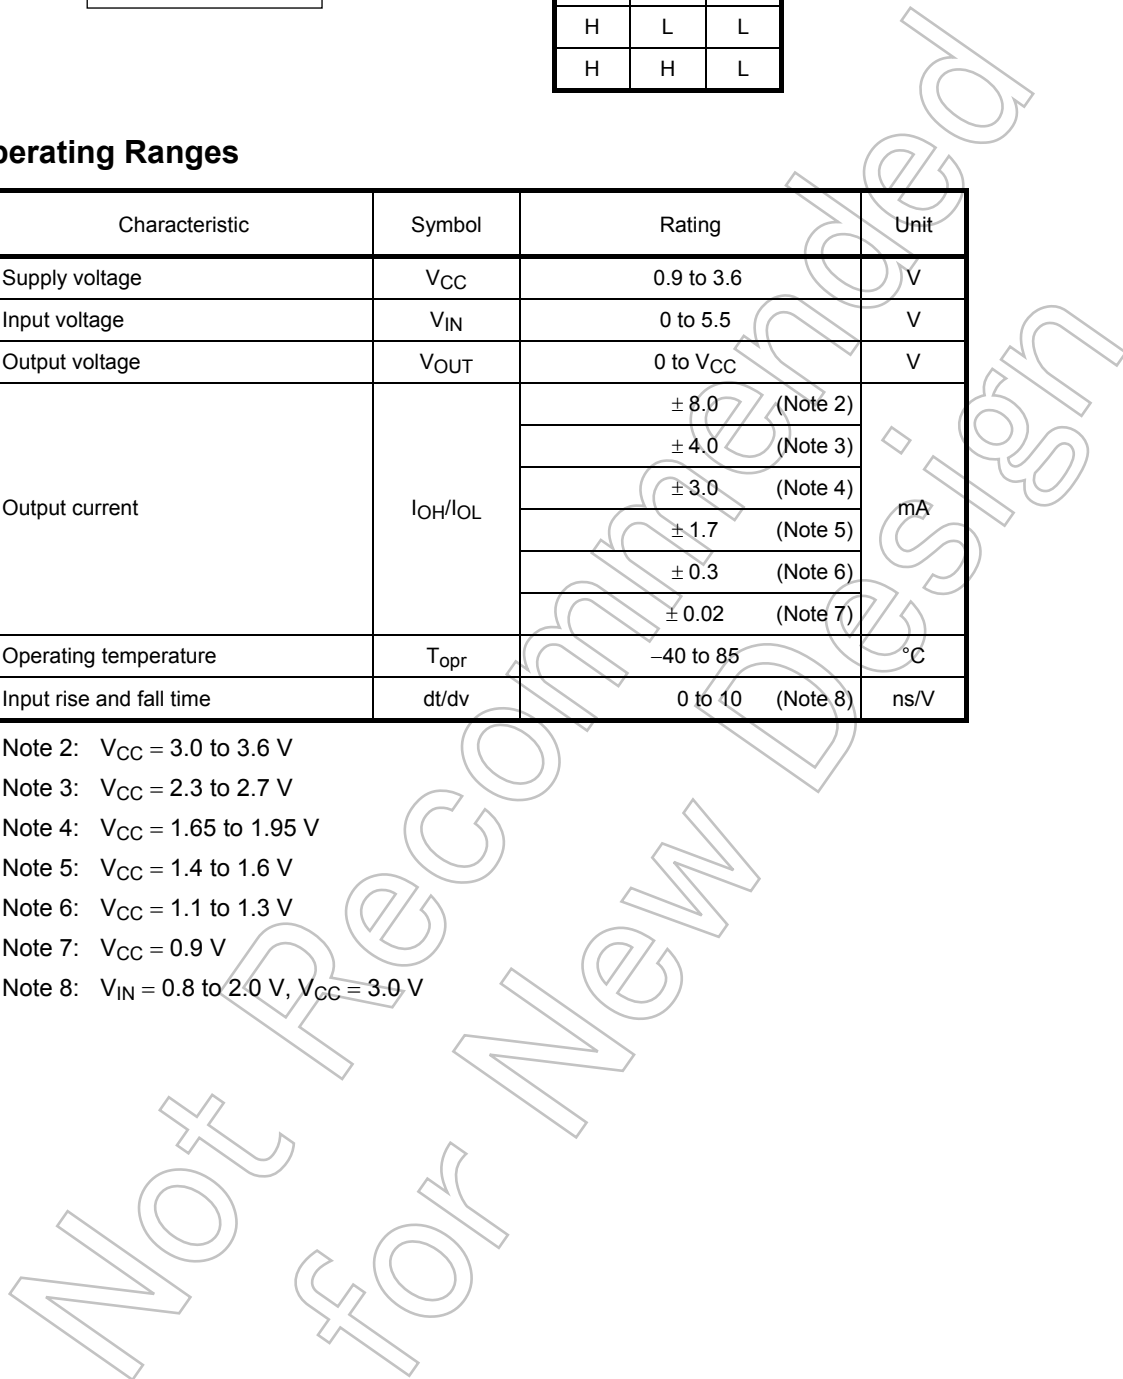 H L L
H H L
perating Ranges
Characteristic Symbol Rating Unit
Supply voltage VCC 0.9 to 3.6 V
Input voltage VIN 0 to 5.5 V
Output voltage VOUT 0 to VCC V
Output current IOH/IOL ± 8.0 (Note 2) mA
± 4.0 (Note 3)
± 3.0 (Note 4)
± 1.7 (Note 5)
± 0.3 (Note 6)
± 0.02 (Note 7)
Operating temperature Topr −40 to 85 °C
Input rise and fall time dt/dv 0 to 10 (Note 8) ns/V
Note 2: VCC = 3.0 to 3.6 V
Note 3: VCC = 2.3 to 2.7 V
Note 4: VCC = 1.65 to 1.95 V
Note 5: VCC = 1.4 to 1.6 V
Note 6: VCC = 1.1 to 1.3 V
Note 7: VCC = 0.9 V
Note 8: VIN = 0.8 to 2.0 V, VCC = 3.0 V
Not Recommended
for New Design